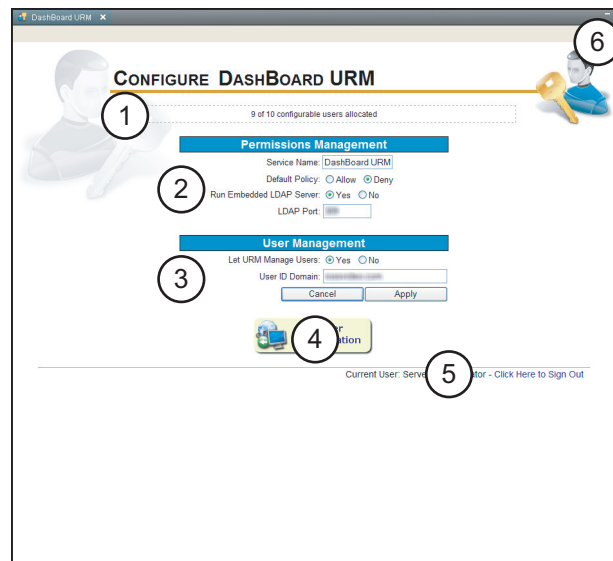 DashBoard URM
6
CONFIGURE DASHBOARD URM
1
9 of 10 configurable users allocated
Permissions Management
Service Name: DashBoard URM
2
Default Policy: Allow Deny
Run Embedded LDAP Server: Yes No
LDAP Port:
User Management
3
Let URM Manage Users: Yes No
User ID Domain:
Cancel Apply
4
5
Current User: - Click Here to Sign Out